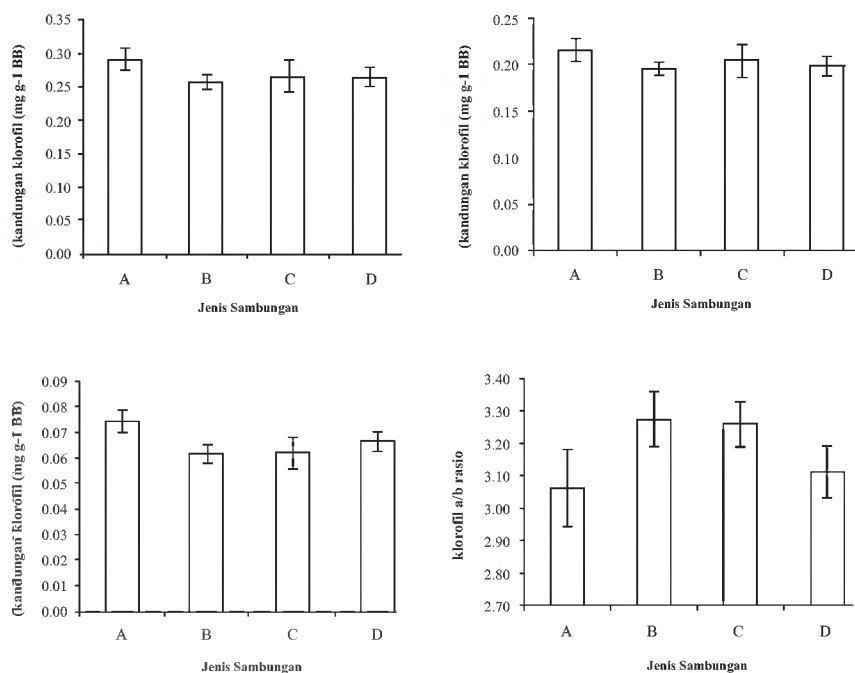 (kandungan klorofil (mg g-1 BB)
0.35
0.30
0.25
0.20
0.15
0.10
0.05
0.00
A B C D
Jenis Sambungan
(kandungan klorofil (mg g-1 BB)
0.25
0.20
0.15
0.10
0.05
0.00
A B C D
Jenis Sambungan
(kandungan klorofil (mg g-1 BB)
0.09
0.08
0.07
0.06
0.05
0.04
0.03
0.02
0.01
0.00
A B C D
Jenis Sambungan
klorofil a/b rasio
3.40
3.30
3.20
3.10
3.00
2.90
2.80
2.70
A B C D
Jenis Sambungan